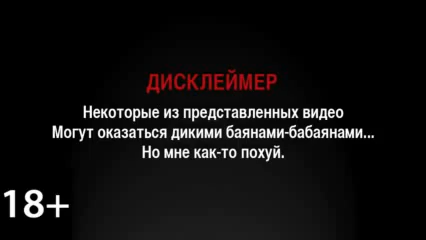 ДИСКЛЕЙМЕР
Некоторые из представленных видео
Могут оказаться дикими баянами-бабаянами...
Но мне как-то похуй.
18+